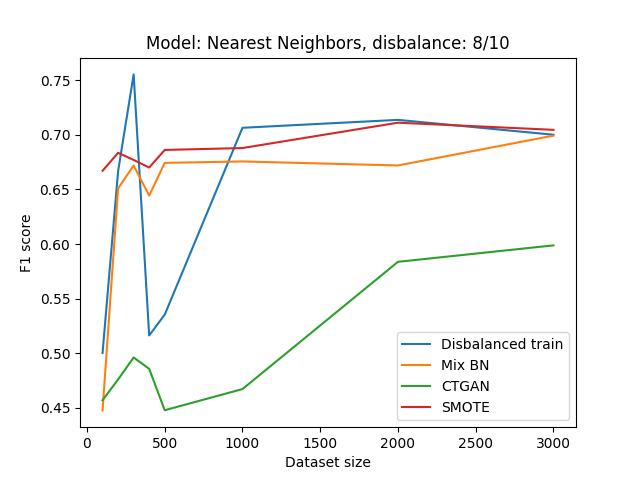 Model: Nearest Neighbors, disbalance: 8/10
F1 score
0.75
0.70
0.65
0.60
0.55
0.50
0.45
Disbalanced train
Mix BN
CTGAN
SMOTE
0
500
1000
1500
2000
2500
3000
Dataset size